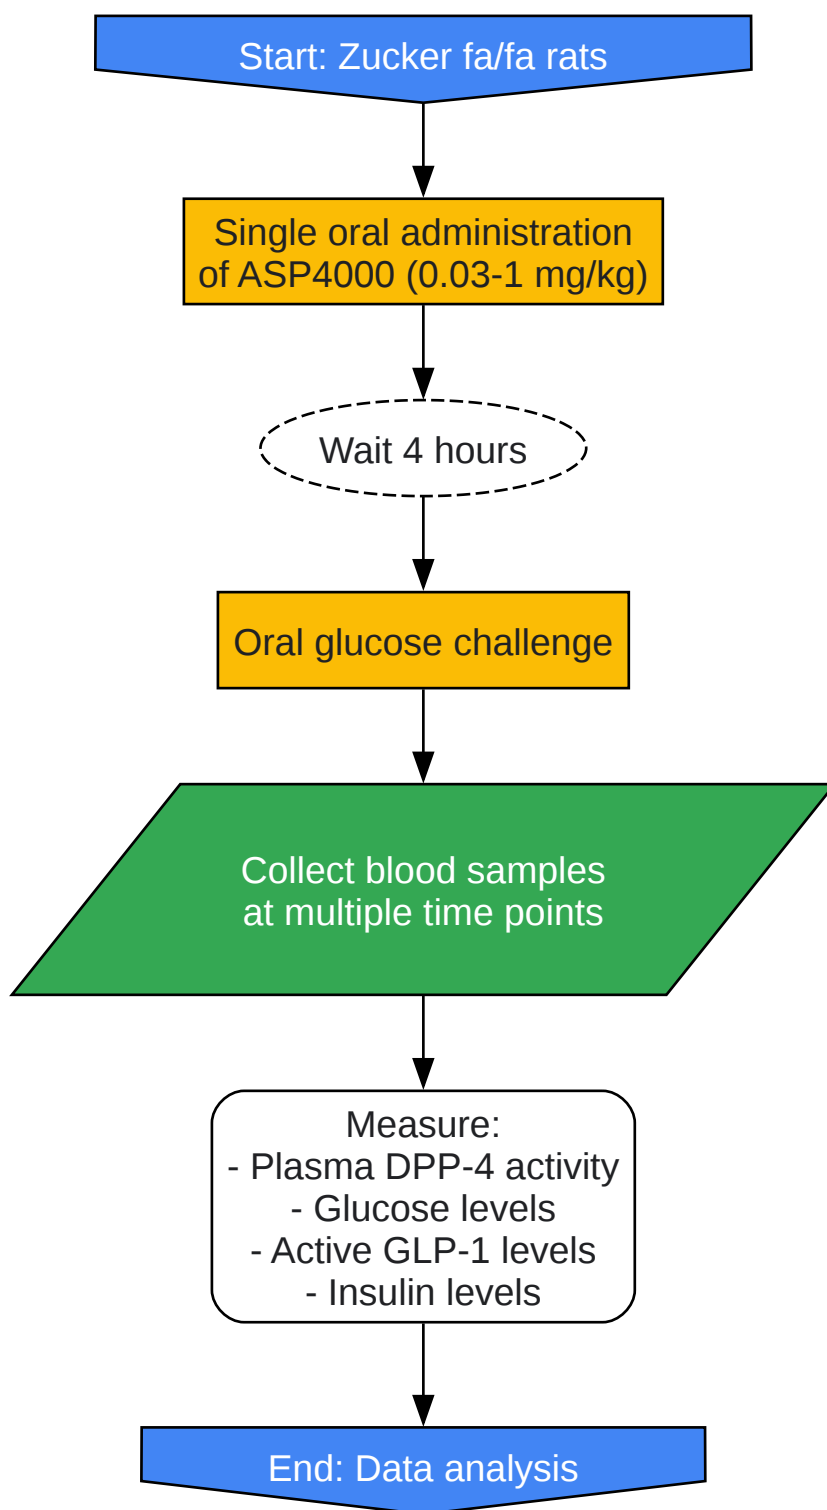 Start: Zucker fa/fa rats
Single oral administration
of ASP4000 (0.03-1 mg/kg)
Wait 4 hours
Oral glucose challenge
Collect blood samples
at multiple time points
Measure:
- Plasma DPP-4 activity
- Glucose levels
- Active GLP-1 levels
- Insulin levels
End: Data analysis